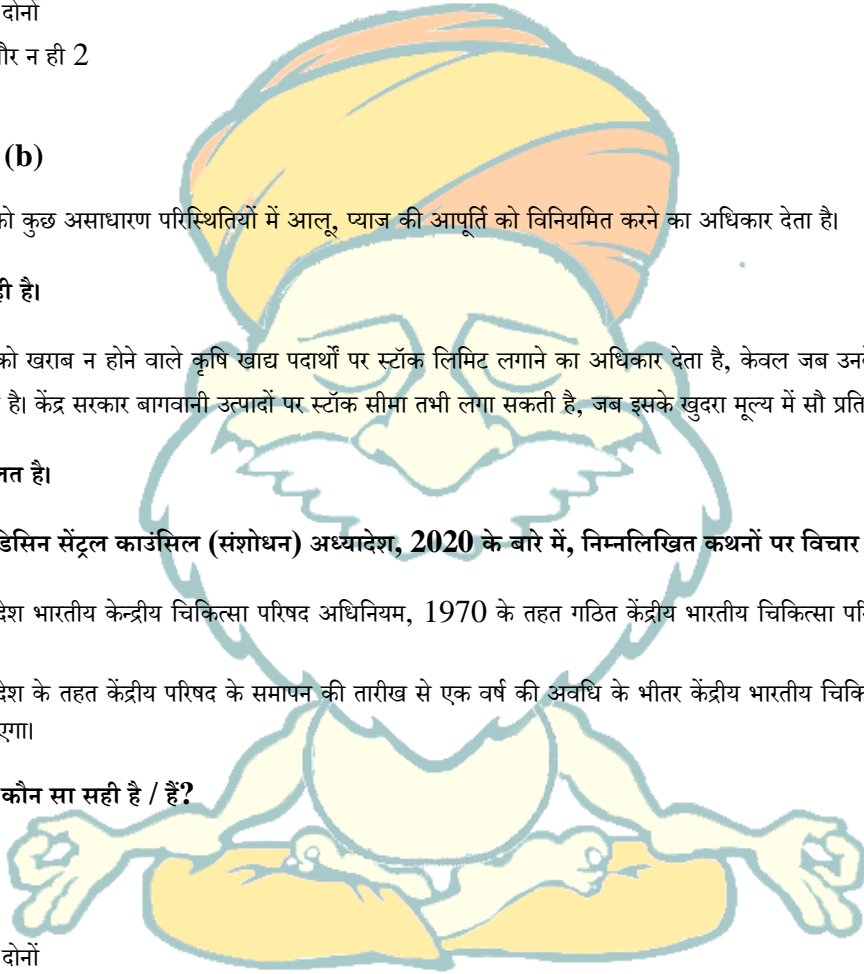 दोनों
और न ही 2
(b)
को कुछ असाधारण परिस्थितियों में आलू, प्याज की आपूर्ति को विनियमित करने का अधिकार देता है।
ही है।
को खराब न होने वाले कृषि खाद्य पदार्थों पर स्टॉक लिमिट लगाने का अधिकार देता है, केवल जब
है। केंद्र सरकार बागवानी उत्पादों पर स्टॉक सीमा तभी लगा सकती है, जब इसके खुदरा मूल्य में सौ
लत है।
डिसिन सेंट्रल काउंसिल (संशोधन) अध्यादेश, 2020 के बारे में, निम्नलिखित कथनों पर विचार
देश भारतीय केन्द्रीय चिकित्सा परिषद अधिनियम, 1970 के तहत गठित केंद्रीय भारतीय चिकित्सा
देश के तहत केंद्रीय परिषद के समापन की तारीख से एक वर्ष की अवधि के भीतर केंद्रीय भारतीय
एगा।
कौन सा सही है / हैं?
दोनों